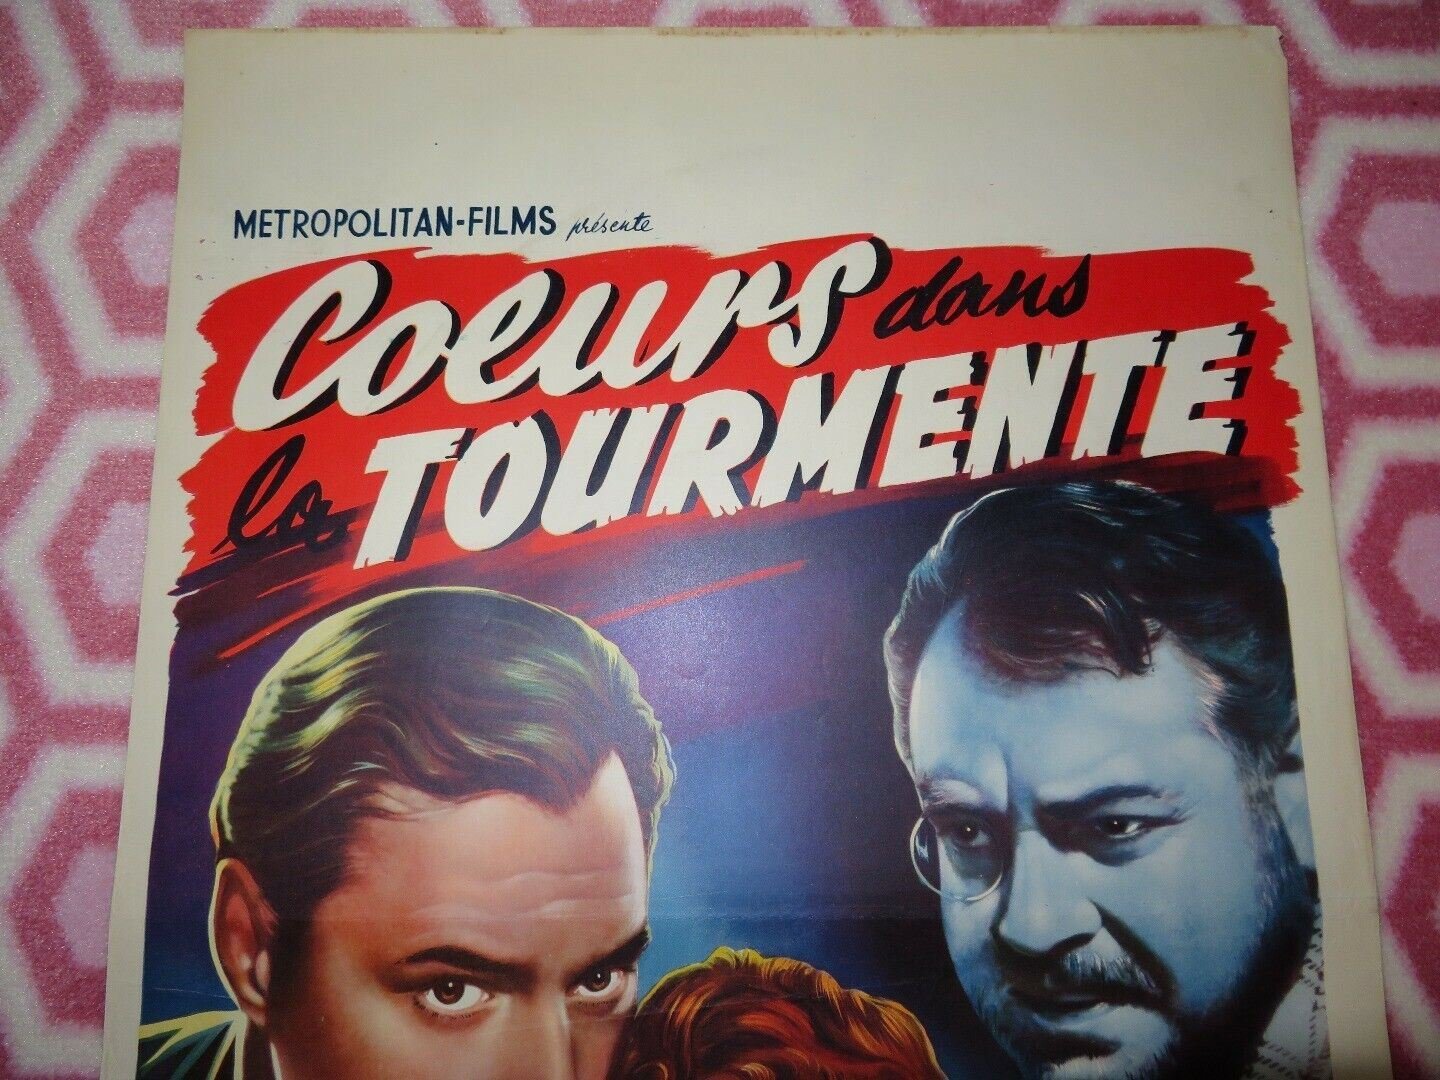 METROPOLITAN-FILMS présente
Coeurs dans
la TOURMENTE